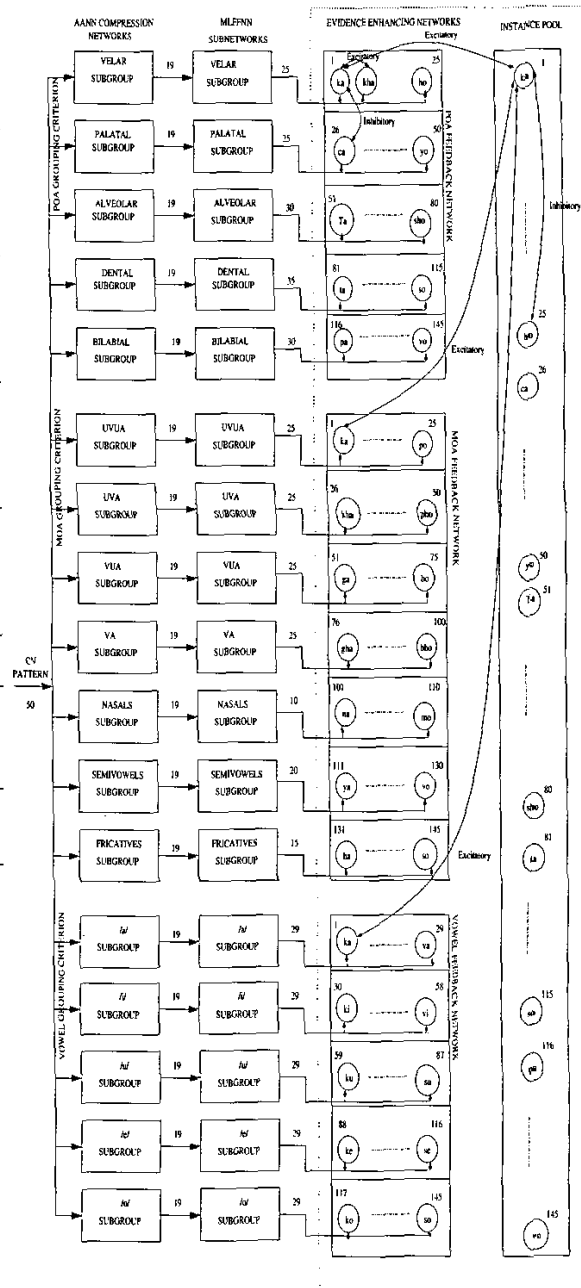 AANN COMPRESSION NETWORKS
MLFFNN SUBNETWORKS
EVIDENCE ENHANCING NETWORKS
INSTANCE POOL
POA GROUPING CRITERION
VELAR SUBGROUP 19 VELAR SUBGROUP 25
PALATAL SUBGROUP 19 PALATAL SUBGROUP 25
ALVEOLAR SUBGROUP 19 ALVEOLAR SUBGROUP 30
DENTAL SUBGROUP 19 DENTAL SUBGROUP 35
BILABIAL SUBGROUP 19 BILABIAL SUBGROUP 30
MOA GROUPING CRITERION
UVUA SUBGROUP 19 UVUA SUBGROUP 25
UVA SUBGROUP 19 UVA SUBGROUP 25
VUA SUBGROUP 19 VUA SUBGROUP 25
VA SUBGROUP 19 VA SUBGROUP 25
CV PATTERN
50
NASALS SUBGROUP 19 NASALS SUBGROUP 10
SEMIVOWELS SUBGROUP 19 SEMIVOWELS SUBGROUP 20
FRICATIVES SUBGROUP 19 FRICATIVES SUBGROUP 15
VOWEL GROUPING CRITERION
/a/ SUBGROUP 19 /a/ SUBGROUP 29
/i/ SUBGROUP 19 /i/ SUBGROUP 29
/u/ SUBGROUP 19 /u/ SUBGROUP 29
/e/ SUBGROUP 19 /e/ SUBGROUP 29
/o/ SUBGROUP 19 /o/ SUBGROUP 29
Excitatory
Excitatory
1 ka kha 25 ho
Inhibitory
26 ca 50 yo
51 Ta 80 sho
81 ta 115 so
116 pa 145 vo
POA FEEDBACK NETWORK
Excitatory
1 ka 25 po
26 kha 50 pho
51 ga 75 bo
76 gha 100 bho
101 na 110 mo
111 ya 130 vo
131 ha 145 so
MOA FEEDBACK NETWORK
Excitatory
1 ka 29 va
30 ki 58 vi
59 ku 87 su
88 ke 116 se
117 ko 145 so
VOWEL FEEDBACK NETWORK
1 ka
Inhibitory
25 ho
26 ca
50 yo
51 Ta
80 sho
81 ta
115 so
116 pa
145 vo